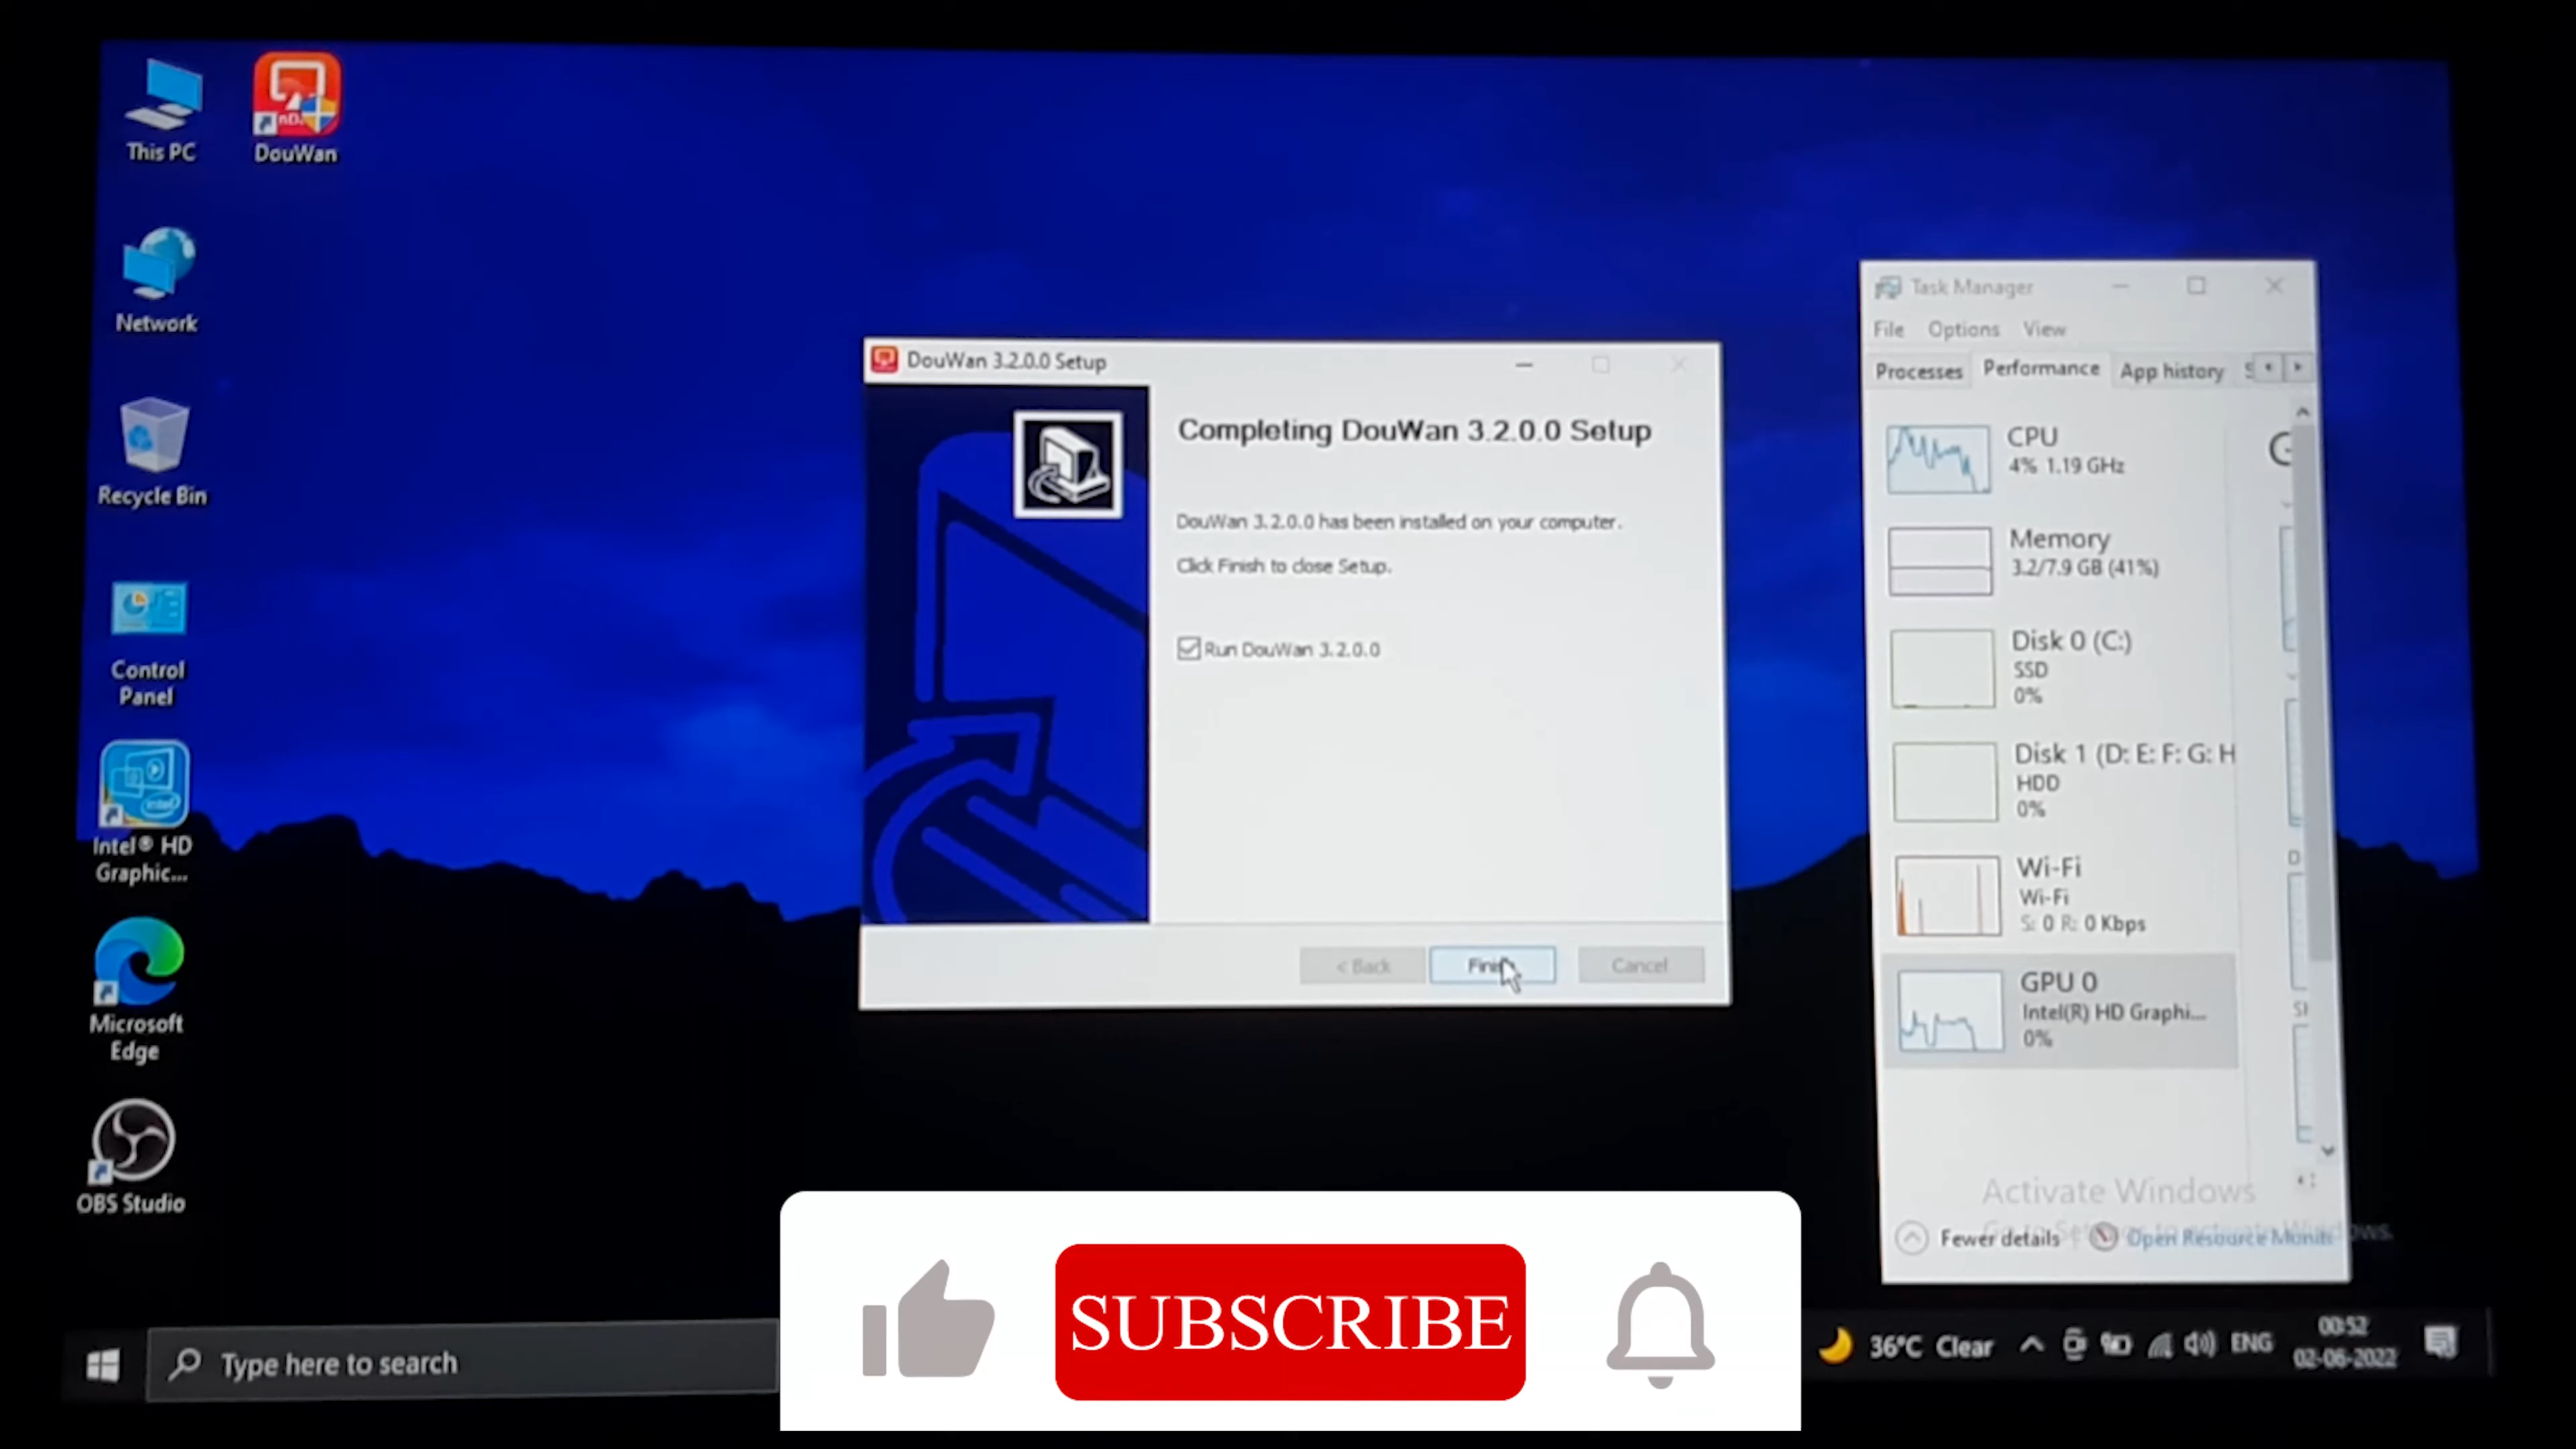 This PC
DouWan
Network
Recycle Bin
Control
Panel
Intel® HD
Graphic...
Microsoft
Edge
OBS Studio
DouWan 3.2.0.0 Setup
Completing DouWan 3.2.0.0 Setup
DouWan 3.2.0.0 has been installed on your computer.
Click Finish to close Setup.
Run DouWan 3.2.0.0
< Back
Cancel
Task Manager
File Options View
Processes Performance App history
CPU
4% 1.19 GHz
Memory
3.2/7.9 GB (41%)
Disk 0 (C:)
SSD
0%
Disk 1 (D: E: F: G: H
HDD
0%
Wi-Fi
Wi-Fi
S: 0 R: 0 Kbps
GPU 0
Intel(R) HD Graphi...
0%
Activate Windows
Fewer details
Open Resource Monit
SUBSCRIBE
Type here to search
36°C Clear
ENG
00:52
02-06-2022